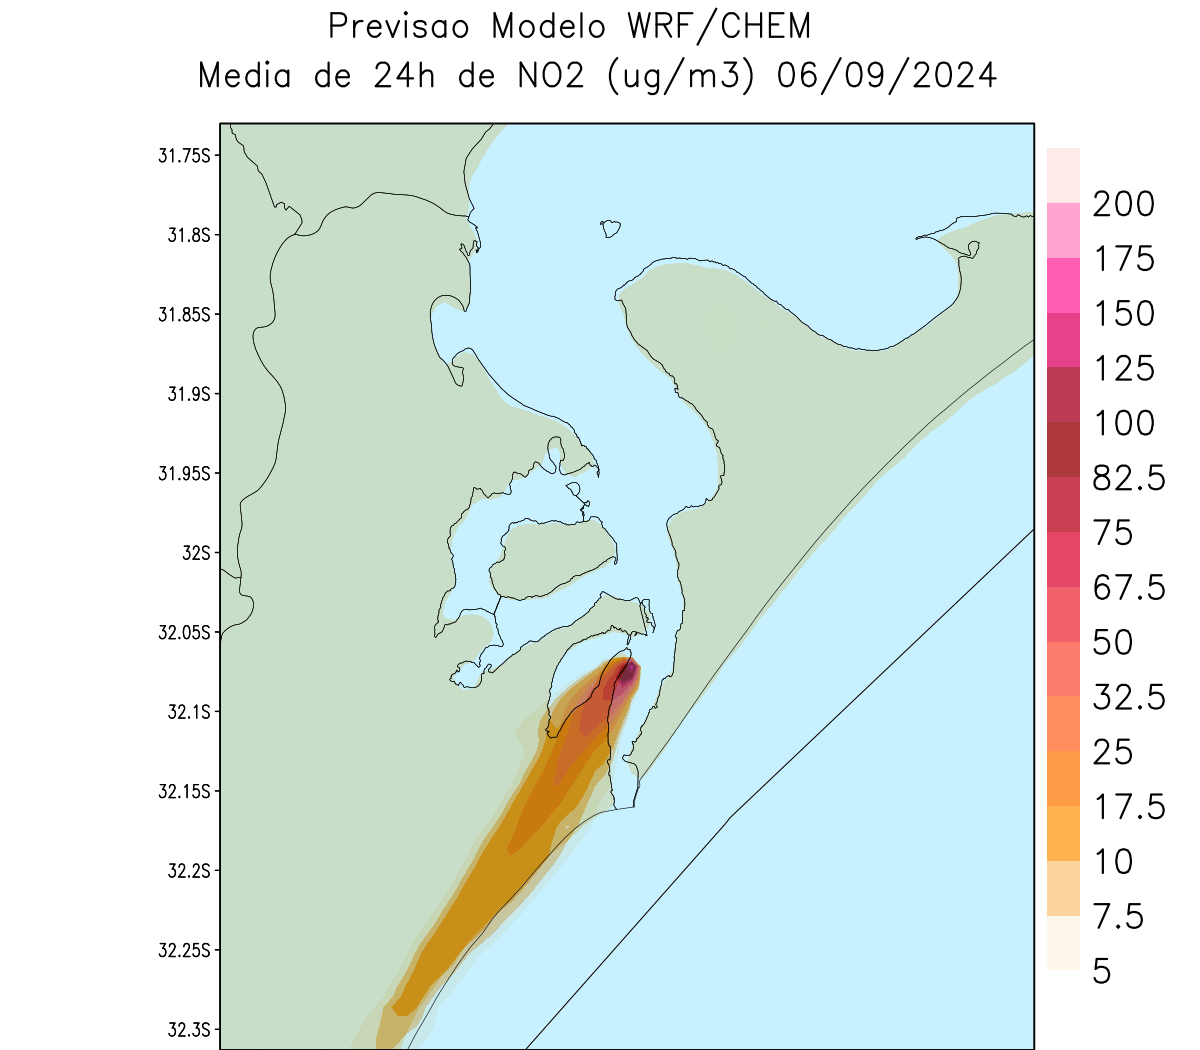 Previsao Modelo WRF/CHEM
Media de 24h de NO2 (ug/m3) 06/09/2024
31.75S
31.8S
31.85S
31.9S
31.95S
32S
32.05S
32.1S
32.15S
32.2S
32.25S
32.3S
200
175
150
125
100
82.5
75
67.5
50
32.5
25
17.5
10
7.5
5